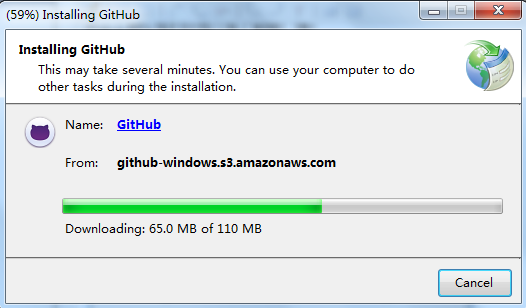 (59%) Installing GitHub
Installing GitHub
This may take several minutes. You can use your computer to do
other tasks during the installation.
Name: GitHub
From: github-windows.s3.amazonaws.com
Downloading: 65.0 MB of 110 MB
Cancel